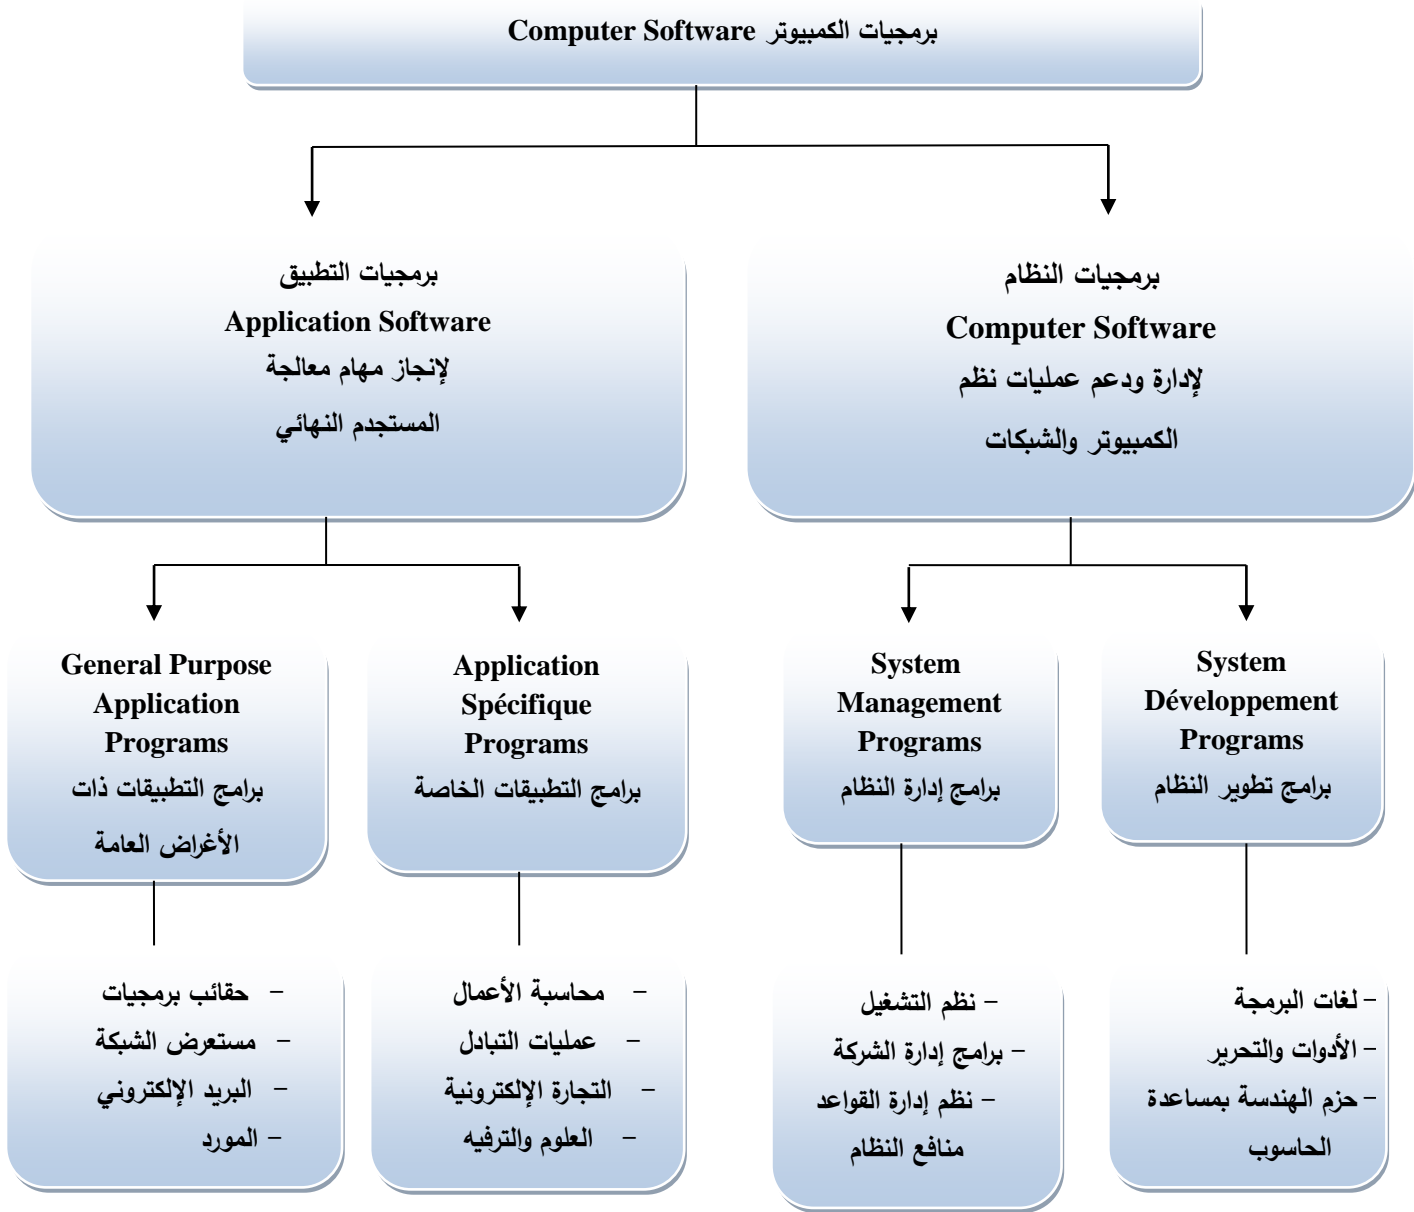 برمجيات الكمبيوتر Computer Software
برمجيات النظام
Computer Software
لإدارة ودعم عمليات نظم
الكمبيوتر والشبكات
برمجيات التطبيق
Application Software
لإنجاز مهام معالجة
المستجدم النهائي
System
Développement
Programs
برامج تطوير النظام
System
Management
Programs
برامج إدارة النظام
Application
Spécifique
Programs
برامج التطبيقات الخاصة
General Purpose
Application
Programs
برامج التطبيقات ذات
الأغراض العامة
- لغات البرمجة
- الأدوات والتحرير
- حزم الهندسة بمساعدة
الحاسوب
- نظم التشغيل
- برامج إدارة الشركة
- نظم إدارة القواعد
منافع النظام
- محاسبة الأعمال
- عمليات التبادل
- التجارة الإلكترونية
- العلوم والترفيه
- حقائب برمجيات
- مستعرض الشبكة
- البريد الإلكتروني
- المورد